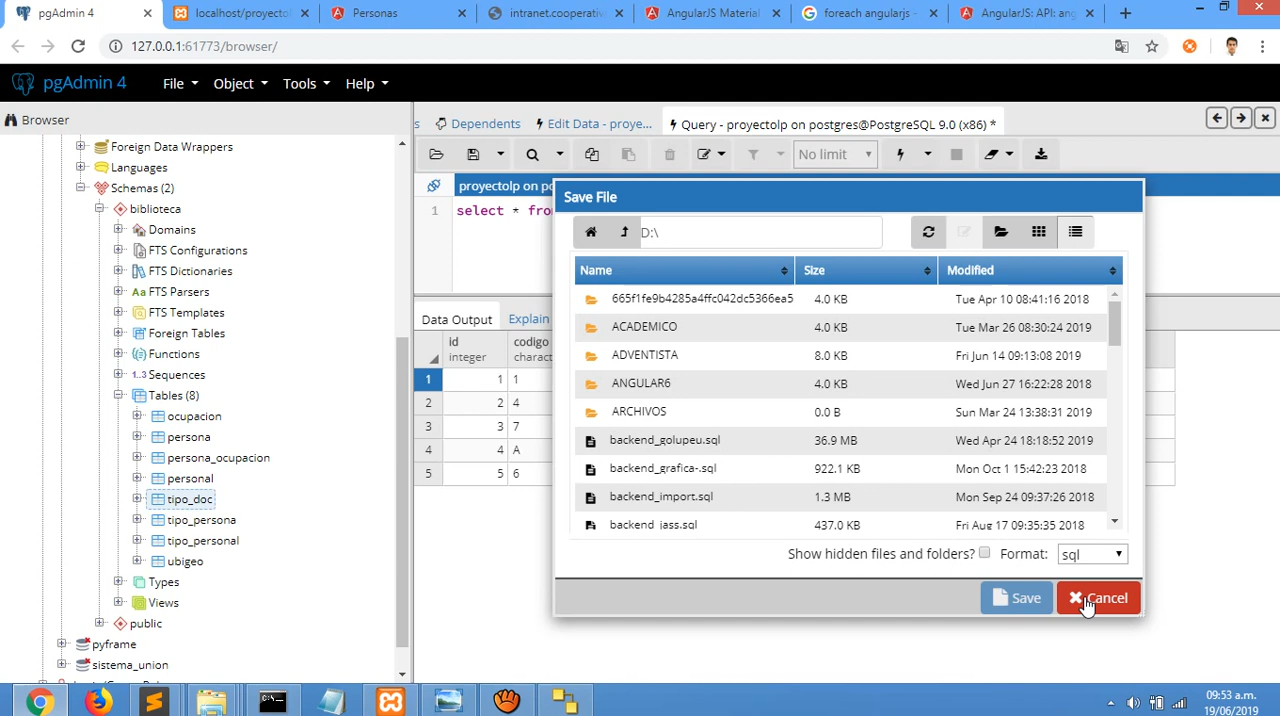 pgAdmin 4
localhost/proyectol
Personas
intranet.cooperativ
AngularJS Material
foreach angularjs -
AngularJS: API: ang
127.0.0.1:61773/browser/
pgAdmin 4 File Object Tools Help
Browser
Dependents
Edit Data - proye...
Query - proyectolp on postgres@PostgreSQL 9.0 (x86) *
No limit
proyectolp on po
1 select * from
Foreign Data Wrappers
Languages
Schemas (2)
biblioteca
Domains
FTS Configurations
FTS Dictionaries
FTS Parsers
FTS Templates
Foreign Tables
Functions
1..3 Sequences
Tables (8)
ocupacion
persona
persona_ocupacion
personal
tipo_doc
tipo_persona
tipo_personal
ubigeo
Types
Views
public
pyframe
sistema_union
Data Output Explain
id codigo
integer charact
1 1 1
2 2 4
3 3 7
4 4 A
5 5 6
Save File
D:\
Name Size Modified
665f1fe9b4285a4ffc042dc5366ea5 4.0 KB Tue Apr 10 08:41:16 2018
ACADEMICO 4.0 KB Tue Mar 26 08:30:24 2019
ADVENTISTA 8.0 KB Fri Jun 14 09:13:08 2019
ANGULAR6 4.0 KB Wed Jun 27 16:22:28 2018
ARCHIVOS 0.0 B Sun Mar 24 13:38:31 2019
backend_golupeu.sql 36.9 MB Wed Apr 24 18:18:52 2019
backend_grafica-.sql 922.1 KB Mon Oct 1 15:42:23 2018
backend_import.sql 1.3 MB Mon Sep 24 09:37:26 2018
backend_jass.sql 437.0 KB Fri Aug 17 09:35:35 2018
Show hidden files and folders? Format: sql
Save Cancel
09:53 a.m.
19/06/2019